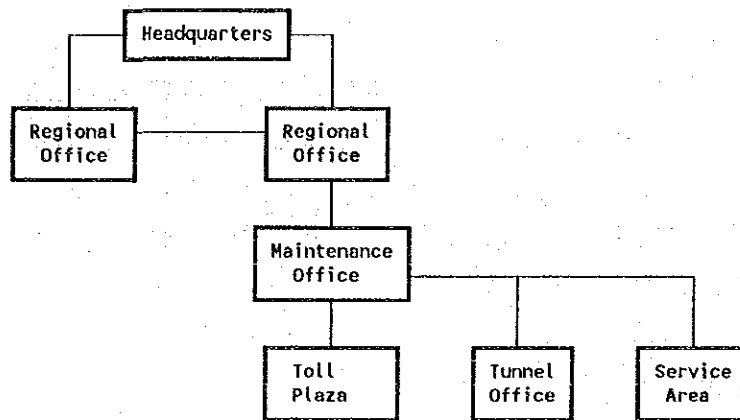 Headquarters
Regional
Office
Regional
Office
Maintenance
Office
Toll
Plaza
Tunnel
Office
Service
Area